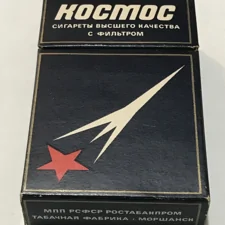 КОСМОС
СИГАРЕТЫ ВЫСШЕГО КАЧЕСТВА
С ФИЛЬТРОМ
МПП РСФСР РОСТАБАКПРОМ
ТАБАЧНАЯ ФАБРИКА · МОРШАНСК